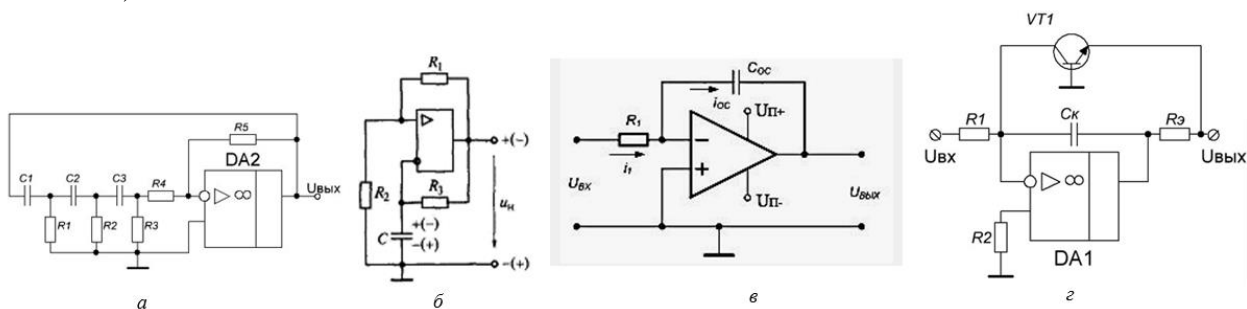 R5
DA2
C1
C2
C3
R4
▷ ∞
Uвых
R1
R2
R3
а
R₁
▷
+(−)
R₂
R₃
uн
C
+(−)
−(+)
−(+)
б
Cос
iос
Uп+
R₁
−
i₁
+
Uвх
Uвых
Uп-
в
VT1
R1
Cк
Rэ
Uвх
Uвых
▷ ∞
R2
DA1
г